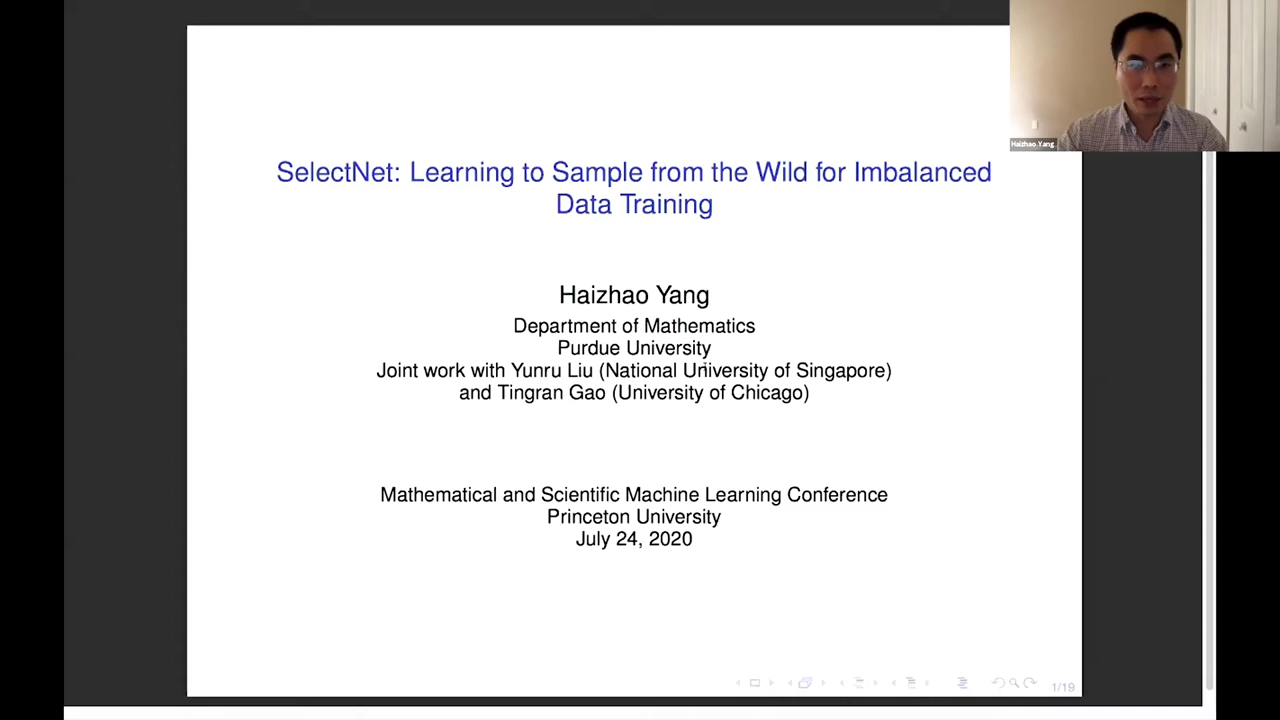 Haizhao Yang
SelectNet: Learning to Sample from the Wild for Imbalanced
Data Training
Haizhao Yang
Department of Mathematics
Purdue University
Joint work with Yunru Liu (National University of Singapore)
and Tingran Gao (University of Chicago)
Mathematical and Scientific Machine Learning Conference
Princeton University
July 24, 2020
1/19